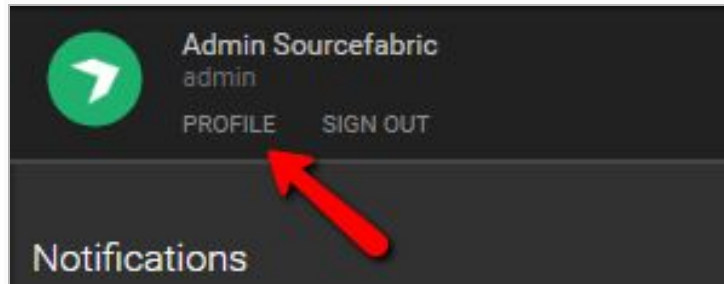 Admin Sourcefabric
admin
PROFILE SIGN OUT
Notifications